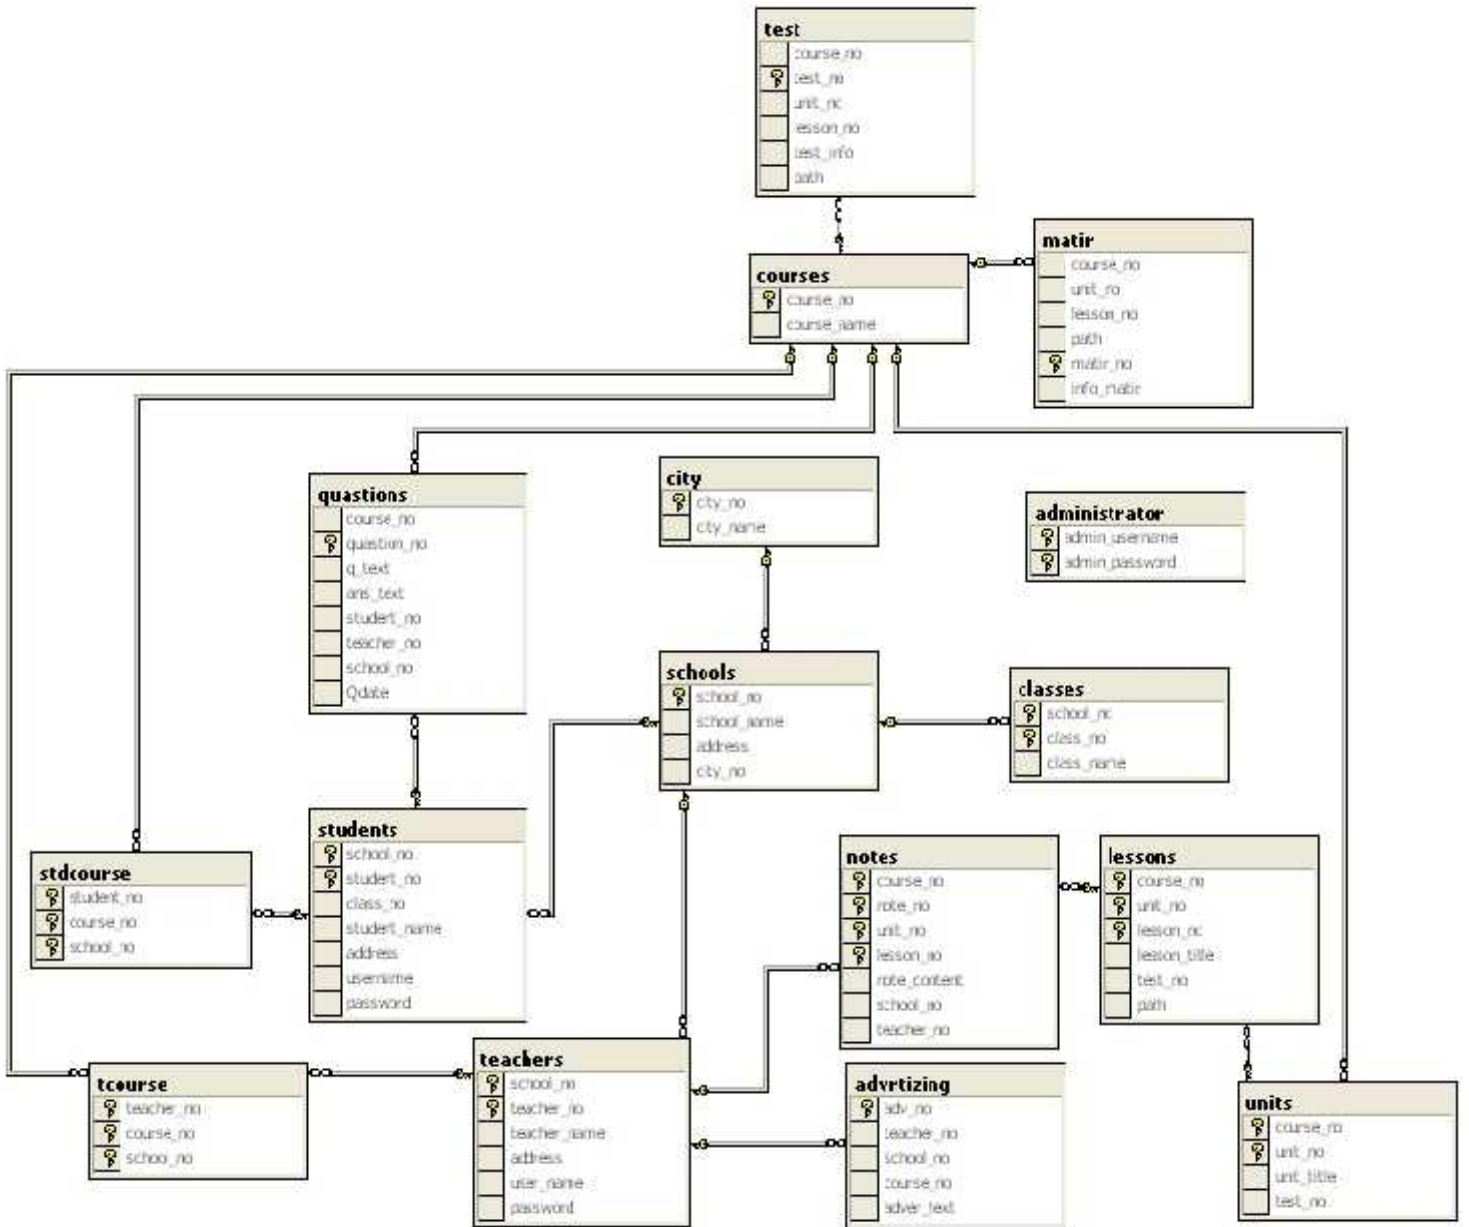 test
course_no
test_no
unit_no
lesson_no
test_info
path
matir
course_no
unit_no
lesson_no
path
matir_no
info_matir
courses
course_no
course_name
quastions
course_no
quastion_no
q_text
ans_text
student_no
teacher_no
school_no
Qdate
city
city_no
city_name
administrator
admin_username
admin_password
schools
school_no
school_name
address
city_no
classes
school_no
class_no
class_name
students
school_no
student_no
class_no
student_name
address
username
password
stdcourse
student_no
course_no
school_no
notes
course_no
note_no
unit_no
lesson_no
note_content
school_no
teacher_no
lessons
course_no
unit_no
lesson_no
lesson_title
test_no
path
tcourse
teacher_no
course_no
school_no
teachers
school_no
teacher_no
teacher_name
address
user_name
password
advrtizing
adv_no
teacher_no
school_no
course_no
adver_text
units
course_no
unit_no
unit_title
test_no